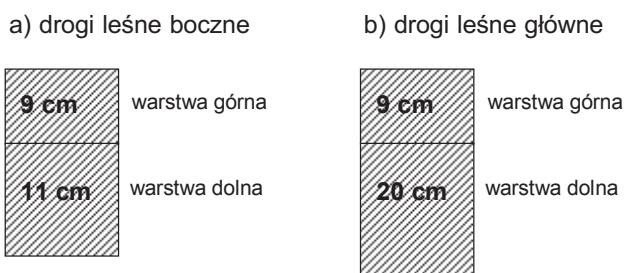 a) drogi leśne boczne
9 cm warstwa górna
11 cm warstwa dolna
b) drogi leśne główne
9 cm warstwa górna
20 cm warstwa dolna